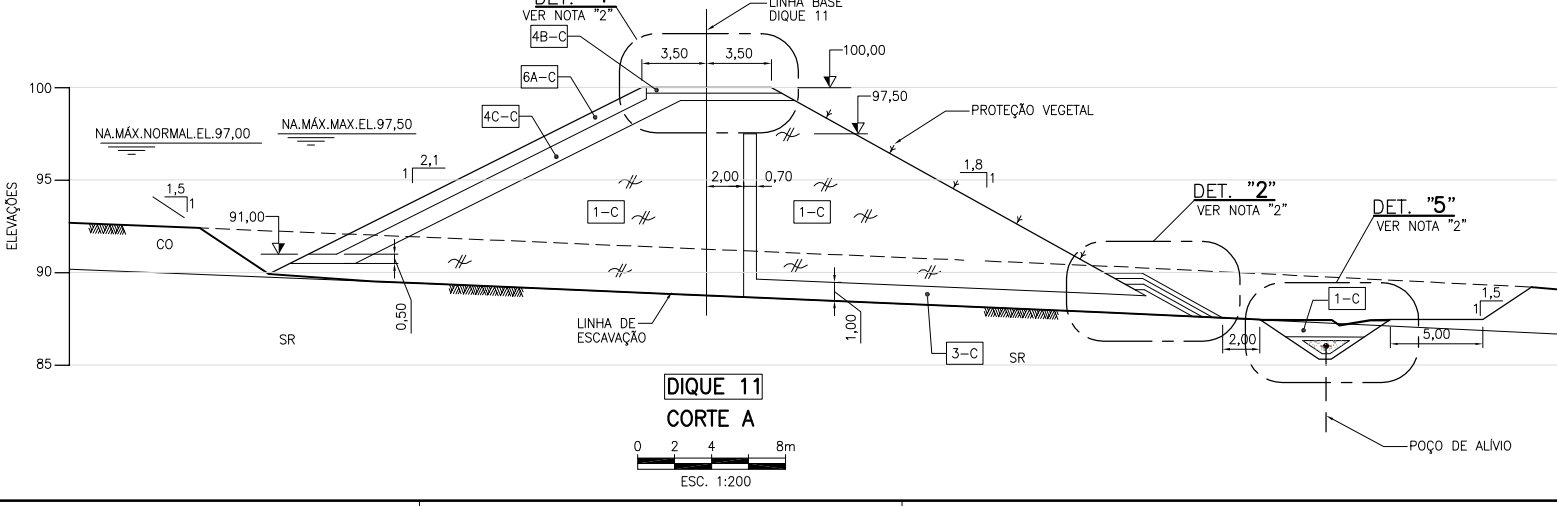 VER NOTA "2"
LINHA BASE
DIQUE 11
4B-C
3,50
3,50
100,00
6A-C
97,50
4C-C
PROTEÇÃO VEGETAL
100
NA.MÁX.NORMAL.EL.97,00
NA.MÁX.MAX.EL.97,50
2,1
1
1,8
1
95
ELEVAÇÕES
1,5
1
2,00
0,70
DET. "2"
VER NOTA "2"
DET. "5"
VER NOTA "2"
91,00
1-C
1-C
CO
90
0,50
1,00
1-C
1,5
1
LINHA DE
ESCAVAÇÃO
SR
3-C
SR
2,00
5,00
85
DIQUE 11
CORTE A
0 2 4 8m
ESC. 1:200
POÇO DE ALÍVIO